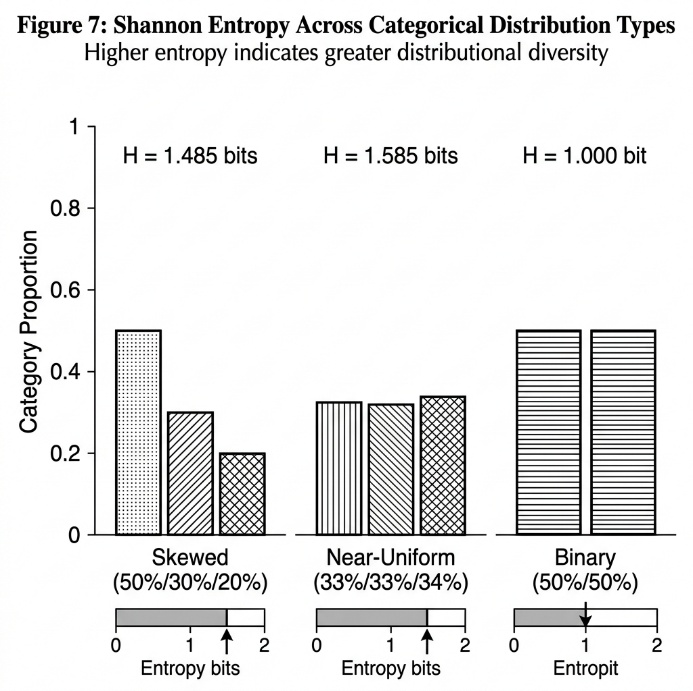 Figure 7: Shannon Entropy Across Categorical Distribution Types
Higher entropy indicates greater distributional diversity
H = 1.485 bits
H = 1.585 bits
H = 1.000 bit
Category Proportion
1
0.8
0.6
0.4
0.2
0
Skewed
(50%/30%/20%)
0 1 2
Entropy bits
Near-Uniform
(33%/33%/34%)
0 1 2
Entropy bits
Binary
(50%/50%)
0 1 2
Entropit